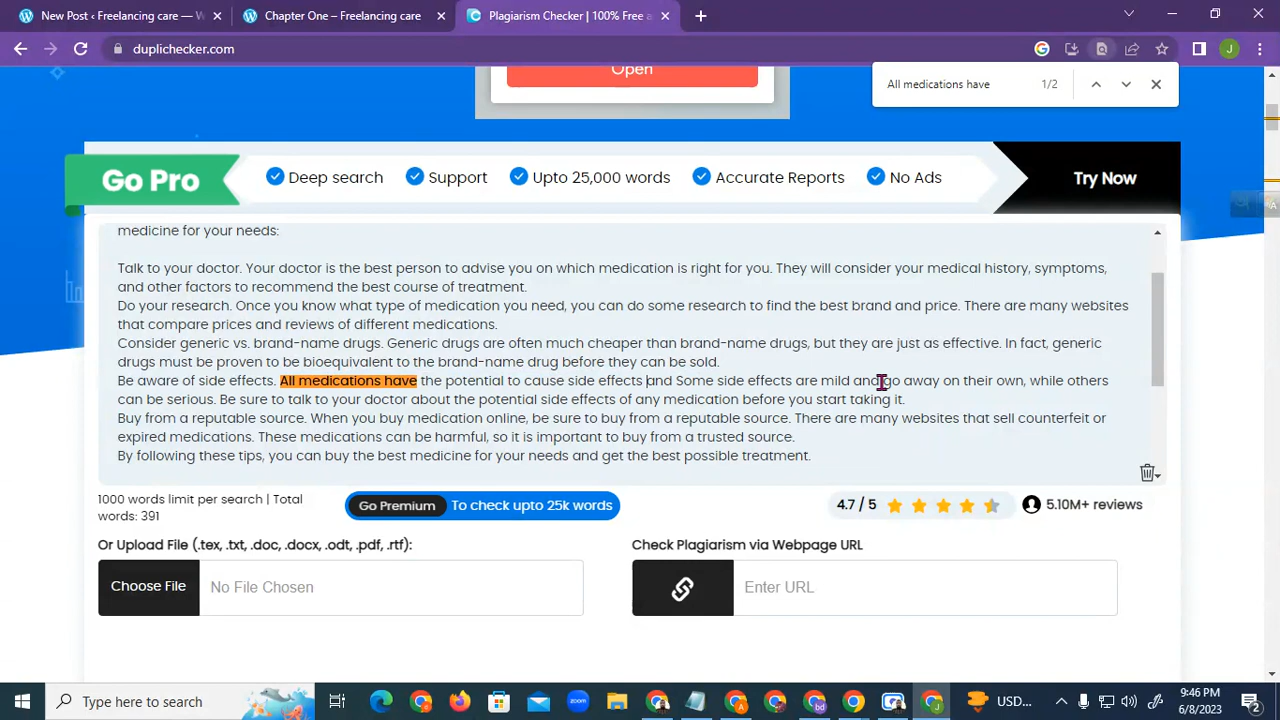 New Post ‹ Freelancing care — W
Chapter One – Freelancing care
Plagiarism Checker | 100% Free a
duplichecker.com
J
All medications have 1/2
Open
Go Pro
Deep search Support Upto 25,000 words Accurate Reports No Ads
Try Now
medicine for your needs:
Talk to your doctor. Your doctor is the best person to advise you on which medication is right for you. They will consider your medical history, symptoms,
and other factors to recommend the best course of treatment.
Do your research. Once you know what type of medication you need, you can do some research to find the best brand and price. There are many websites
that compare prices and reviews of different medications.
Consider generic vs. brand-name drugs. Generic drugs are often much cheaper than brand-name drugs, but they are just as effective. In fact, generic
drugs must be proven to be bioequivalent to the brand-name drug before they can be sold.
Be aware of side effects. All medications have the potential to cause side effects and Some side effects are mild and go away on their own, while others
can be serious. Be sure to talk to your doctor about the potential side effects of any medication before you start taking it.
Buy from a reputable source. When you buy medication online, be sure to buy from a reputable source. There are many websites that sell counterfeit or
expired medications. These medications can be harmful, so it is important to buy from a trusted source.
By following these tips, you can buy the best medicine for your needs and get the best possible treatment.
1000 words limit per search | Total
words: 391
Go Premium To check upto 25k words
4.7 / 5
5.10M+ reviews
Or Upload File (.tex, .txt, .doc, .docx, .odt, .pdf, .rtf):
Check Plagiarism via Webpage URL
Choose File No File Chosen
Enter URL
Type here to search
zoom
USD...
9:46 PM
6/8/2023
2